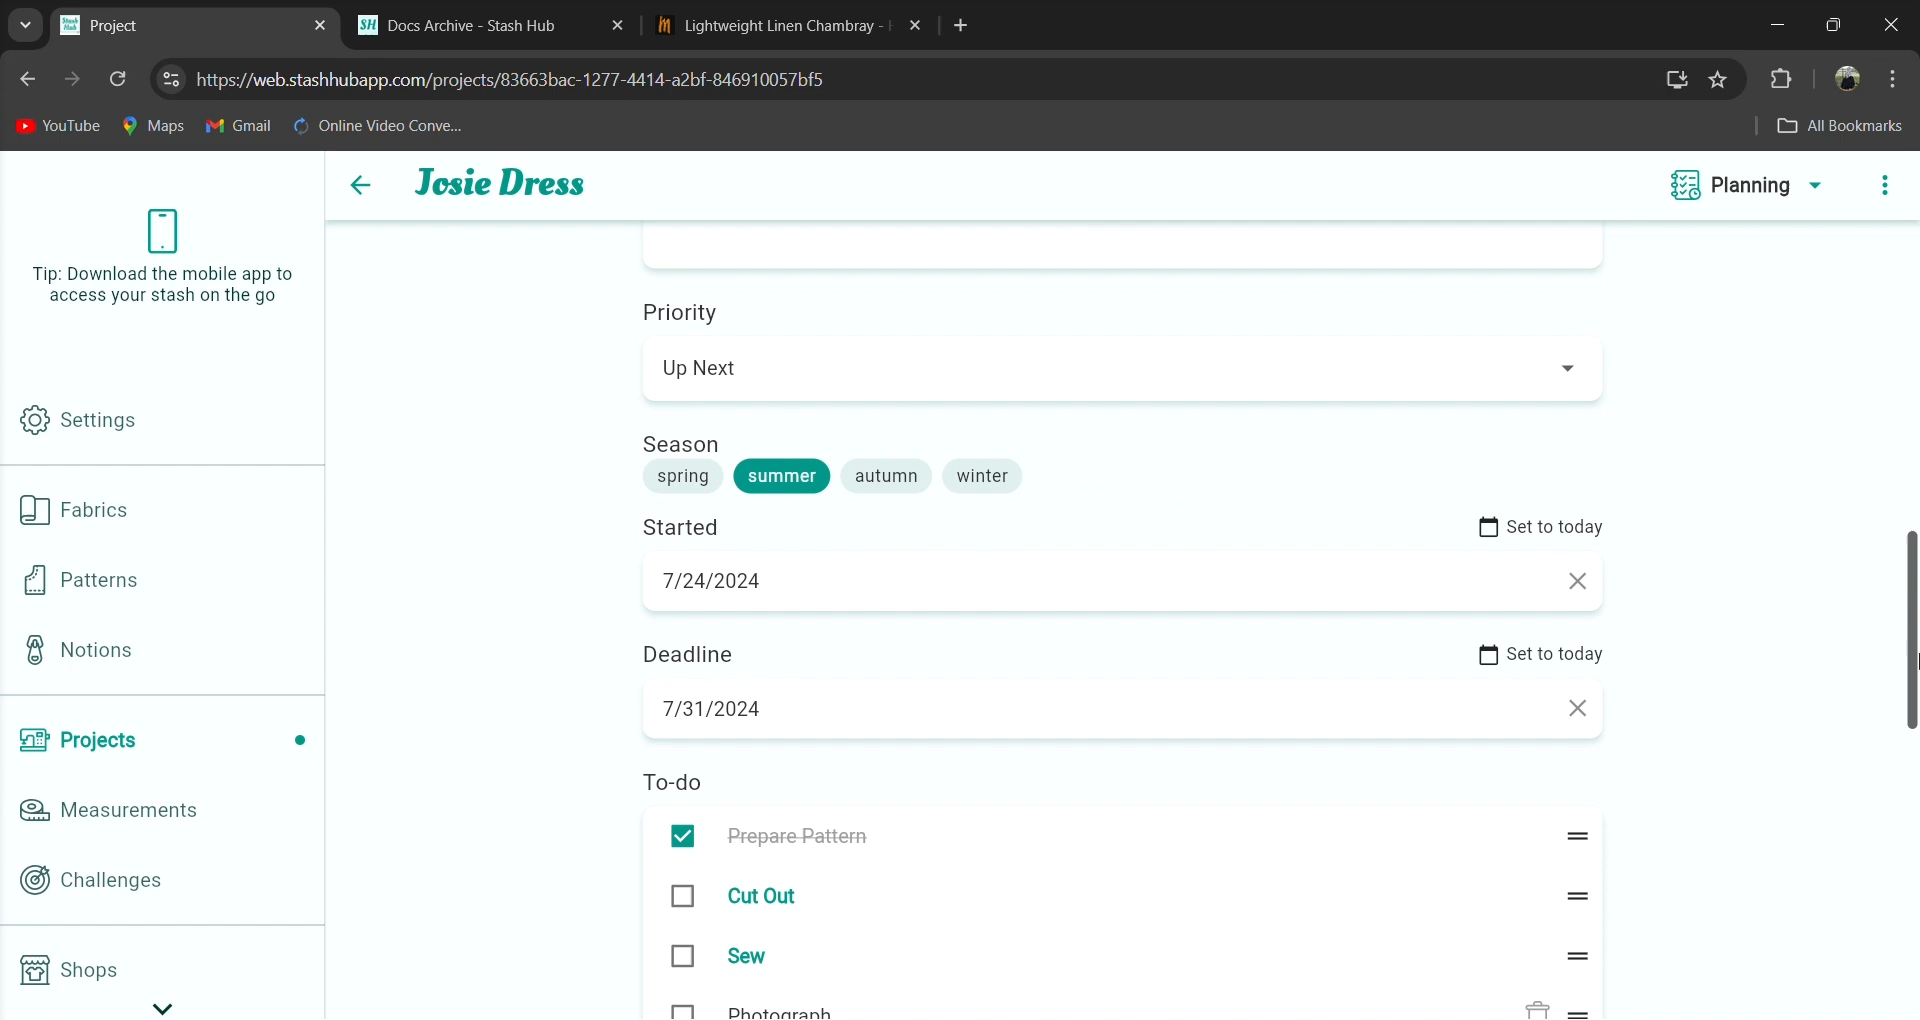 Project
Docs Archive - Stash Hub
Lightweight Linen Chambray -
https://web.stashhubapp.com/projects/83663bac-1277-4414-a2bf-846910057bf5
YouTube
Maps
Gmail
Online Video Conve...
All Bookmarks
Josie Dress
Planning
Tip: Download the mobile app to
access your stash on the go
Settings
Fabrics
Patterns
Notions
Projects
Measurements
Challenges
Shops
Priority
Up Next
Season
spring
summer
autumn
winter
Started
Set to today
7/24/2024
Deadline
Set to today
7/31/2024
To-do
Prepare Pattern
Cut Out
Sew
Photograph